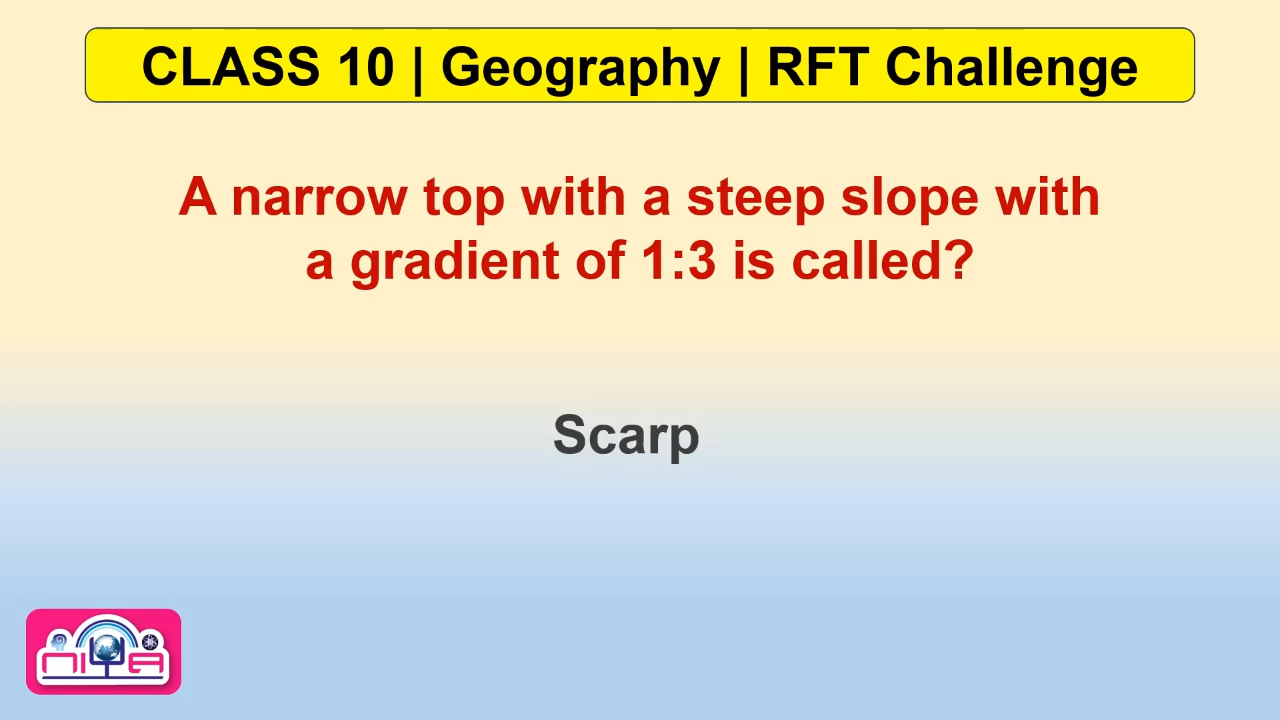 CLASS 10 | Geography | RFT Challenge
A narrow top with a steep slope with
a gradient of 1:3 is called?
Scarp